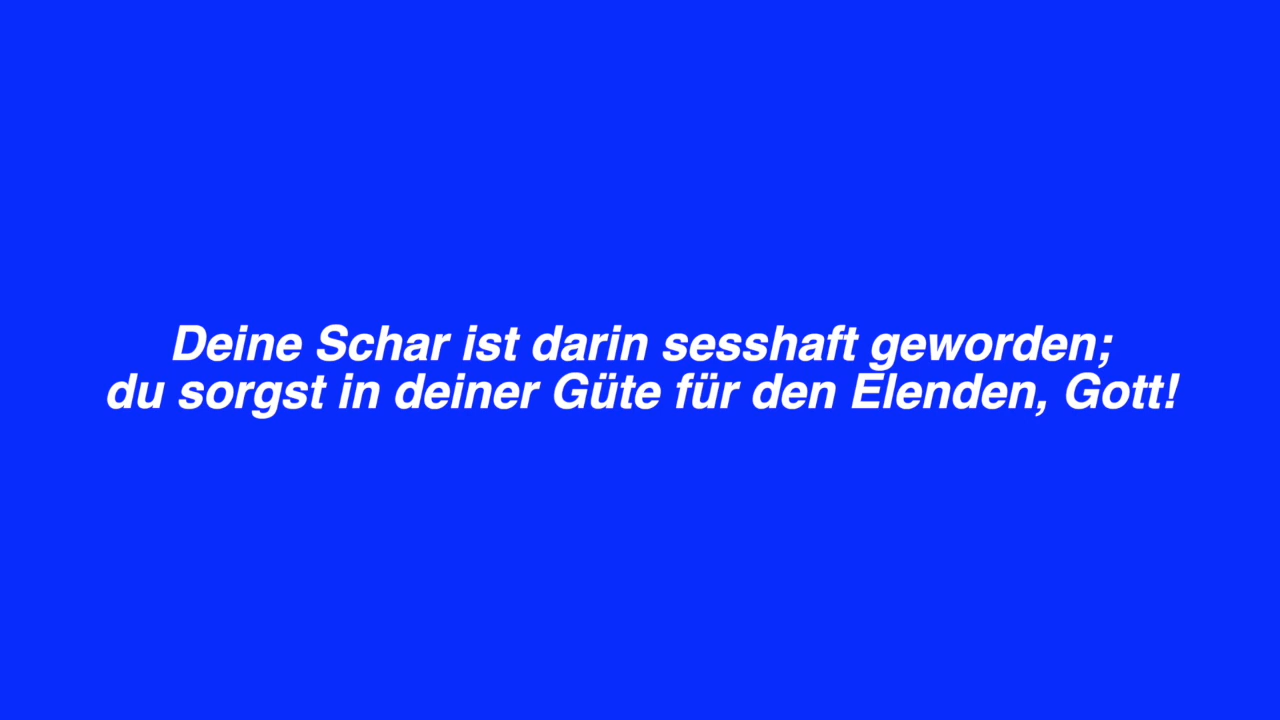 Deine Schar ist darin sesshaft geworden;
du sorgst in deiner Güte für den Elenden, Gott!